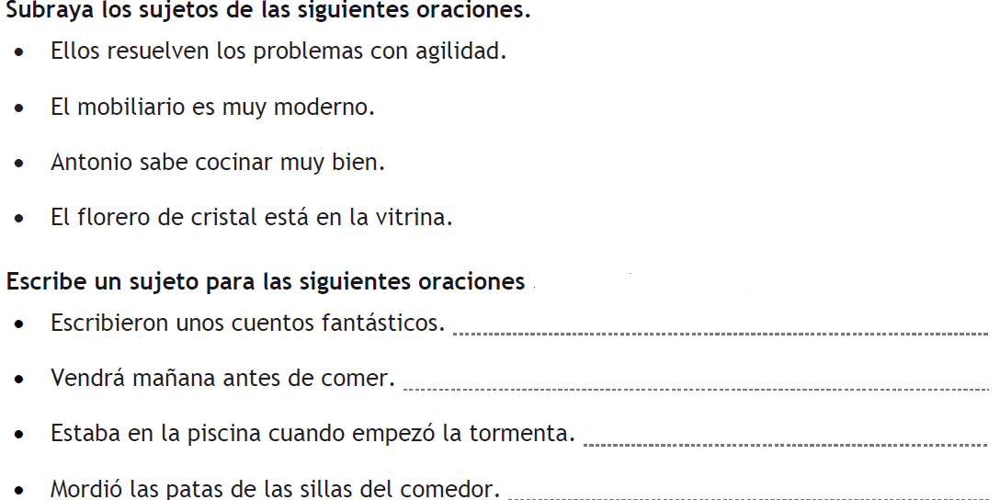 Subraya los sujetos de las siguientes oraciones.
• Ellos resuelven los problemas con agilidad.
• El mobiliario es muy moderno.
• Antonio sabe cocinar muy bien.
• El florero de cristal está en la vitrina.
Escribe un sujeto para las siguientes oraciones
• Escribieron unos cuentos fantásticos.
• Vendrá mañana antes de comer.
• Estaba en la piscina cuando empezó la tormenta.
• Mordió las patas de las sillas del comedor.